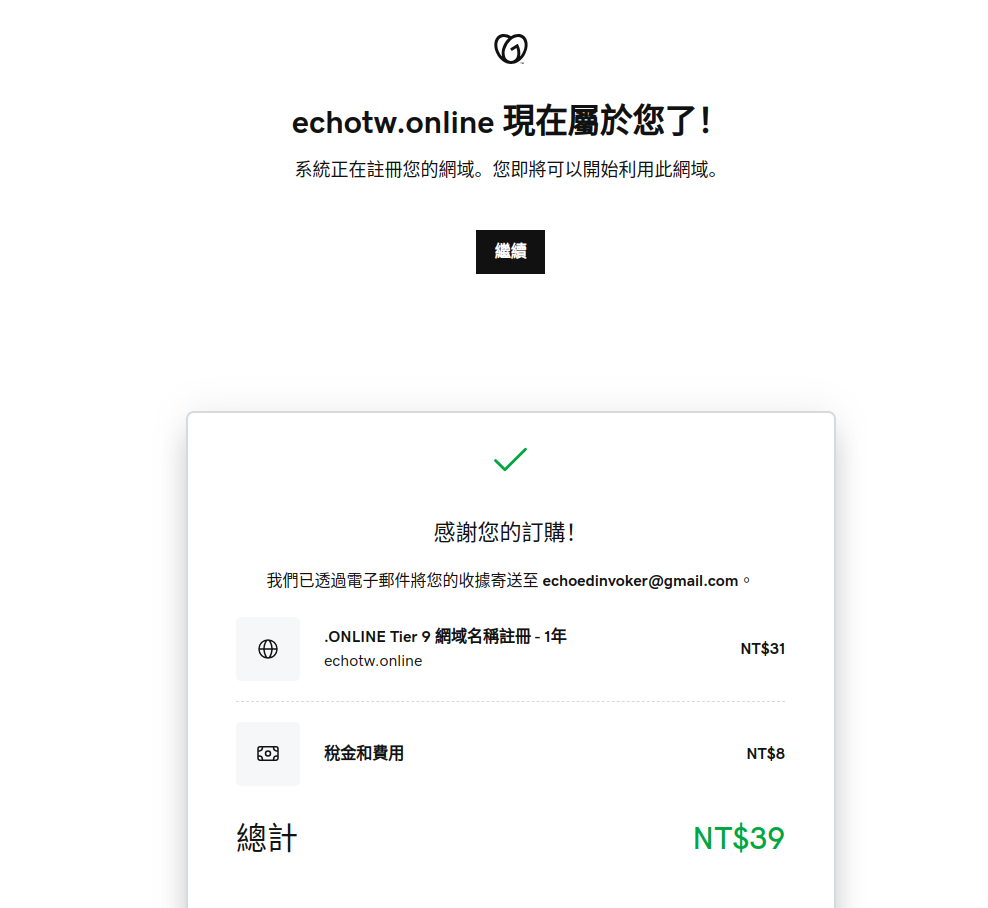 echotw.online 現在屬於您了！
系統正在註冊您的網域。您即將可以開始利用此網域。
繼續
感謝您的訂購！
我們已透過電子郵件將您的收據寄送至 echoedinvoker@gmail.com。
.ONLINE Tier 9 網域名稱註冊 - 1年
NT$31
echotw.online
稅金和費用
NT$8
總計
NT$39